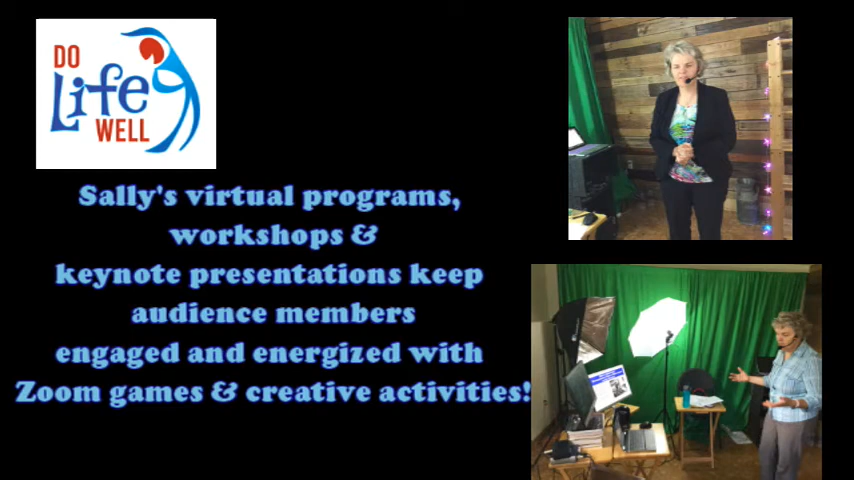 DO
Life
WELL
Sally's virtual programs,
workshops &
keynote presentations keep
audience members
engaged and energized with
Zoom games & creative activities!